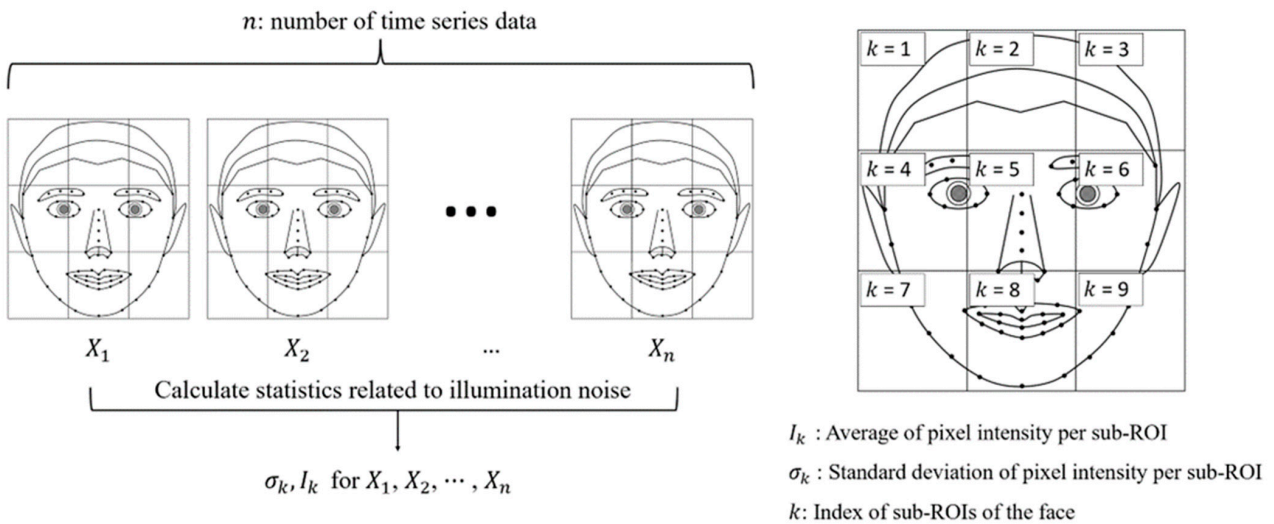 n: number of time series data
X₁
X₂
...
Xₙ
Calculate statistics related to illumination noise
σₖ, Iₖ for X₁, X₂, ⋯ , Xₙ
k = 1
k = 2
k = 3
k = 4
k = 5
k = 6
k = 7
k = 8
k = 9
Iₖ : Average of pixel intensity per sub-ROI
σₖ : Standard deviation of pixel intensity per sub-ROI
k: Index of sub-ROIs of the face